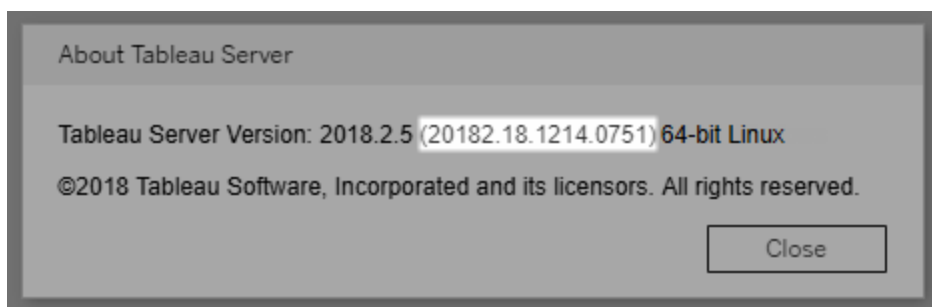 About Tableau Server
Tableau Server Version: 2018.2.5 (20182.18.1214.0751) 64-bit Linux
©2018 Tableau Software, Incorporated and its licensors. All rights reserved.
Close